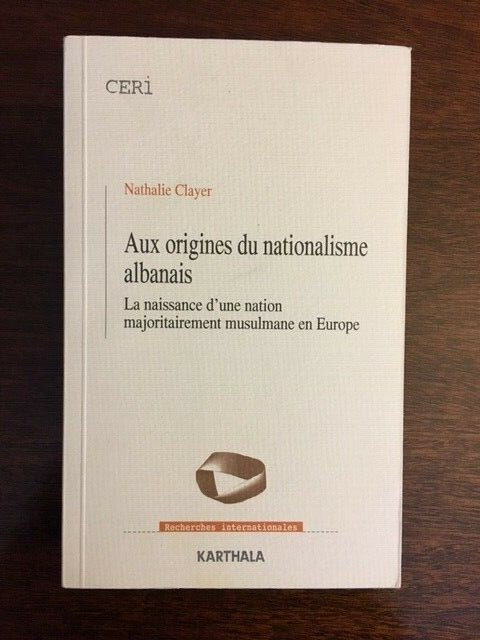 CERi
Nathalie Clayer
Aux origines du nationalisme
albanais
La naissance d'une nation
majoritairement musulmane en Europe
Recherches internationales
KARTHALA